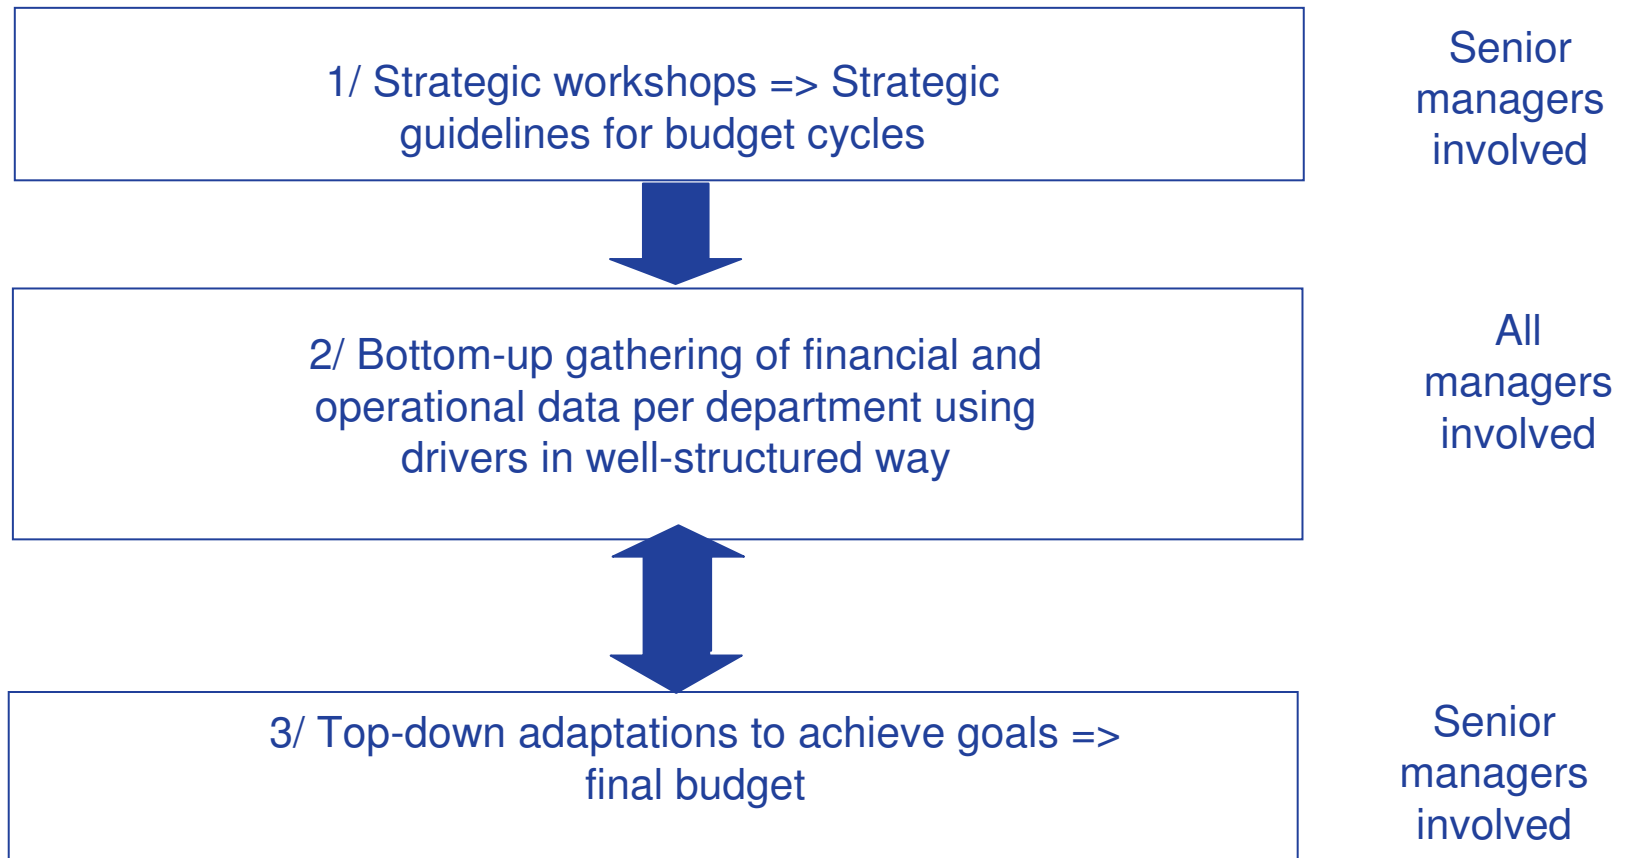 1/ Strategic workshops => Strategic
guidelines for budget cycles
Senior
managers
involved
2/ Bottom-up gathering of financial and
operational data per department using
drivers in well-structured way
All
managers
involved
3/ Top-down adaptations to achieve goals =>
final budget
Senior
managers
involved